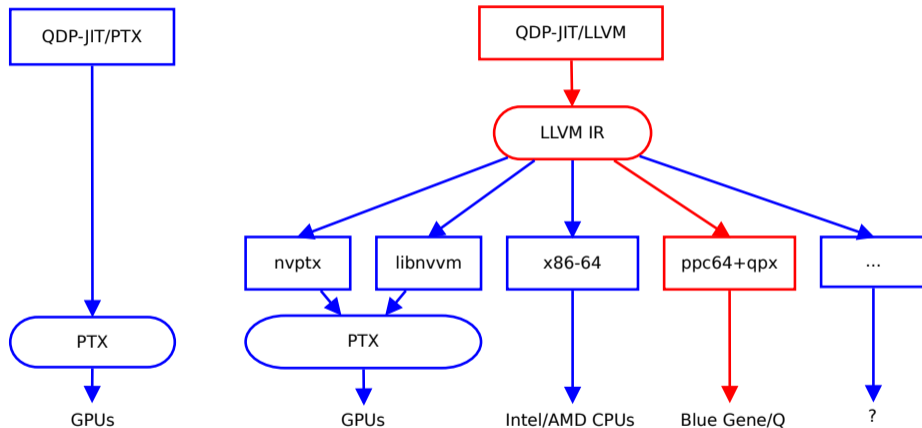 QDP-JIT/PTX
QDP-JIT/LLVM
LLVM IR
nvptx
libnvvm
x86-64
ppc64+qpx
...
PTX
PTX
GPUs
GPUs
Intel/AMD CPUs
Blue Gene/Q
?